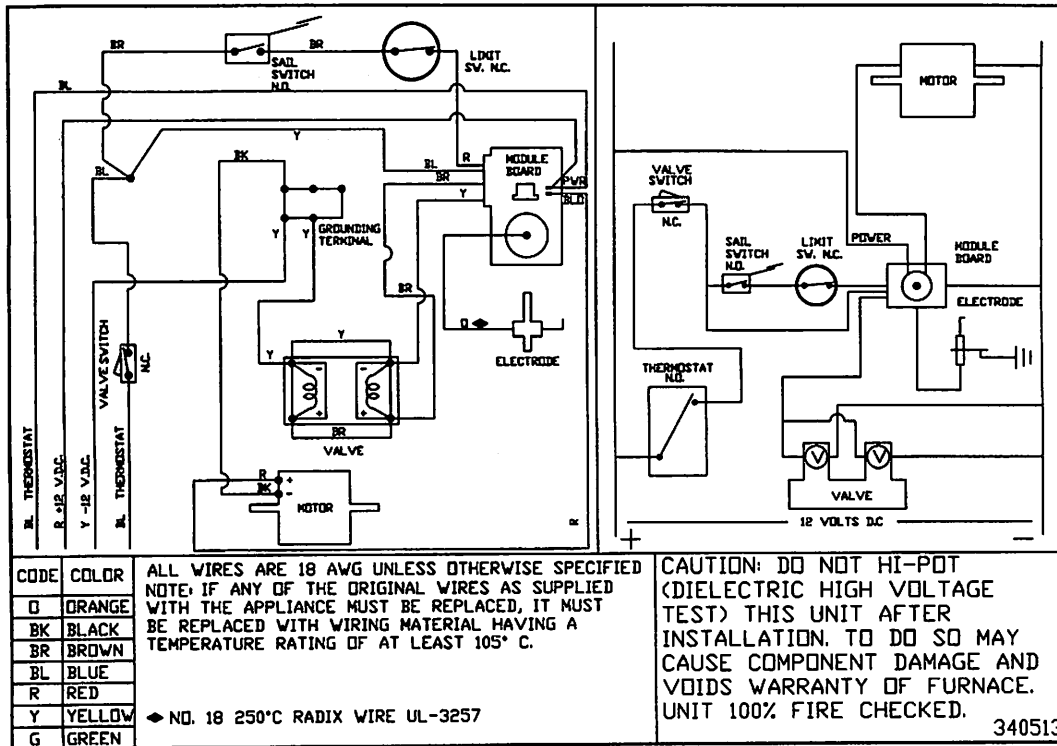 BR
BR
SAIL
SWITCH
N.O.
LIMIT
SW. N.C.
BL
Y
BK
BL
BL
BR
R
Y
MODULE
BOARD
PWR
BLO
GROUNDING
TERMINAL
Y
Y
BR
O
ELECTRODE
Y
Y
BR
VALVE
VALVE SWITCH
N.C.
BL THERMOSTAT
R +12 V.D.C.
Y -12 V.D.C.
BL THERMOSTAT
R
BK
+
-
MOTOR
R
-
+
-
+
MOTOR
VALVE
SWITCH
N.C.
SAIL
SWITCH
N.O.
LIMIT
SW. N.C.
POWER
MODULE
BOARD
ELECTRODE
THERMOSTAT
N.O.
V
V
VALVE
12 VOLTS D.C
+
-
CODE COLOR
O ORANGE
BK BLACK
BR BROWN
BL BLUE
R RED
Y YELLOW
G GREEN
ALL WIRES ARE 18 AWG UNLESS OTHERWISE SPECIFIED
NOTE: IF ANY OF THE ORIGINAL WIRES AS SUPPLIED
WITH THE APPLIANCE MUST BE REPLACED, IT MUST
BE REPLACED WITH WIRING MATERIAL HAVING A
TEMPERATURE RATING OF AT LEAST 105° C.
◆ NO. 18 250°C RADIX WIRE UL-3257
CAUTION: DO NOT HI-POT
(DIELECTRIC HIGH VOLTAGE
TEST) THIS UNIT AFTER
INSTALLATION. TO DO SO MAY
CAUSE COMPONENT DAMAGE AND
VOIDS WARRANTY OF FURNACE.
UNIT 100% FIRE CHECKED.
340513